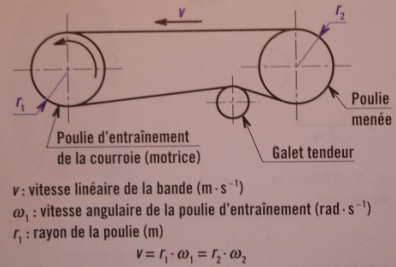 v
r₂
r₁
Poulie
menée
Poulie d'entraînement
de la courroie (motrice)
Galet tendeur
v : vitesse linéaire de la bande (m · s⁻¹)
ω₁ : vitesse angulaire de la poulie d'entraînement (rad · s⁻¹)
r₁ : rayon de la poulie (m)
v = r₁ · ω₁ = r₂ · ω₂